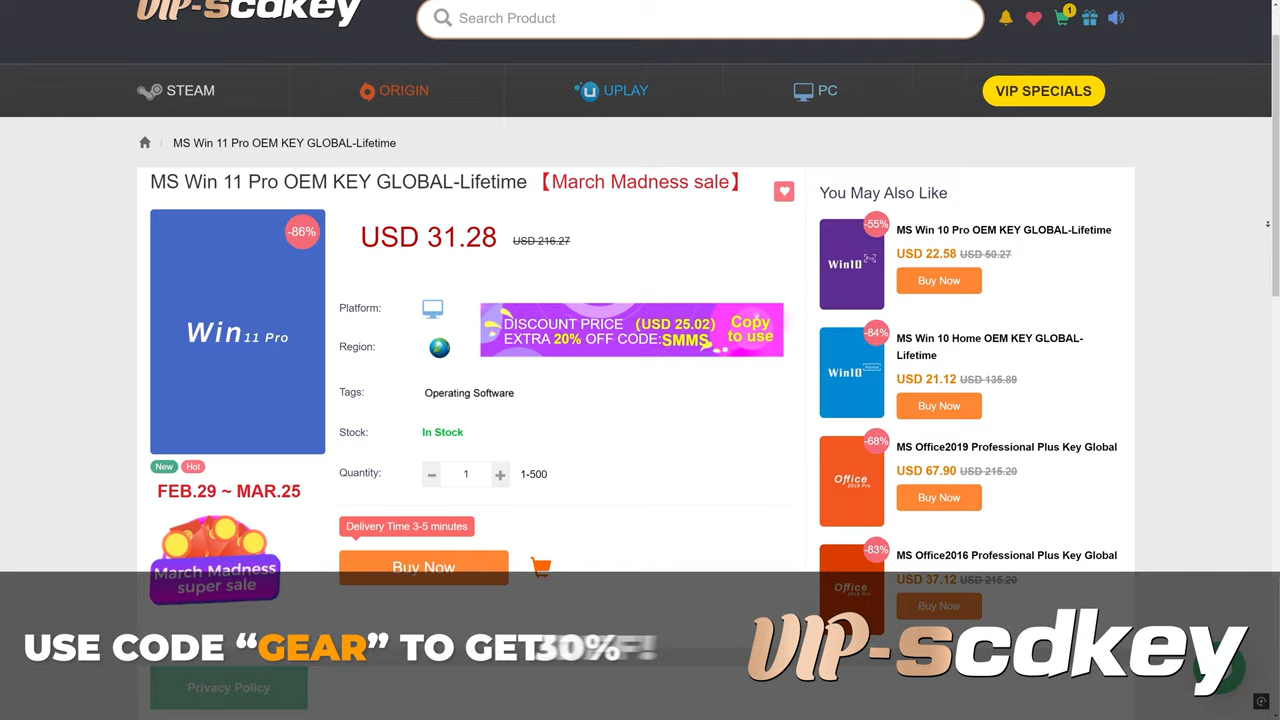 VIP-scdkey
Search Product
1
STEAM
ORIGIN
UPLAY
PC
VIP SPECIALS
/ MS Win 11 Pro OEM KEY GLOBAL-Lifetime
MS Win 11 Pro OEM KEY GLOBAL-Lifetime 【March Madness sale】
-86%
Win 11 Pro
New
Hot
FEB.29 ~ MAR.25
March Madness
super sale
USD 31.28 USD 216.27
Platform:
DISCOUNT PRICE (USD 25.02)
EXTRA 20% OFF CODE:SMMS
Copy
to use
Region:
Tags: Operating Software
Stock: In Stock
Quantity: − 1 + 1-500
Delivery Time 3-5 minutes
Buy Now
You May Also Like
-55%
Win10 Pro
MS Win 10 Pro OEM KEY GLOBAL-Lifetime
USD 22.58 USD 50.27
Buy Now
-84%
Win10 Home
MS Win 10 Home OEM KEY GLOBAL-
Lifetime
USD 21.12 USD 135.89
Buy Now
-68%
Office
2019 Pro
MS Office2019 Professional Plus Key Global
USD 67.90 USD 215.20
Buy Now
-83%
Office
MS Office2016 Professional Plus Key Global
USD 37.12 USD 215.20
Buy Now
USE CODE “GEAR” TO GET 30%
VIP-scdkey
Privacy Policy